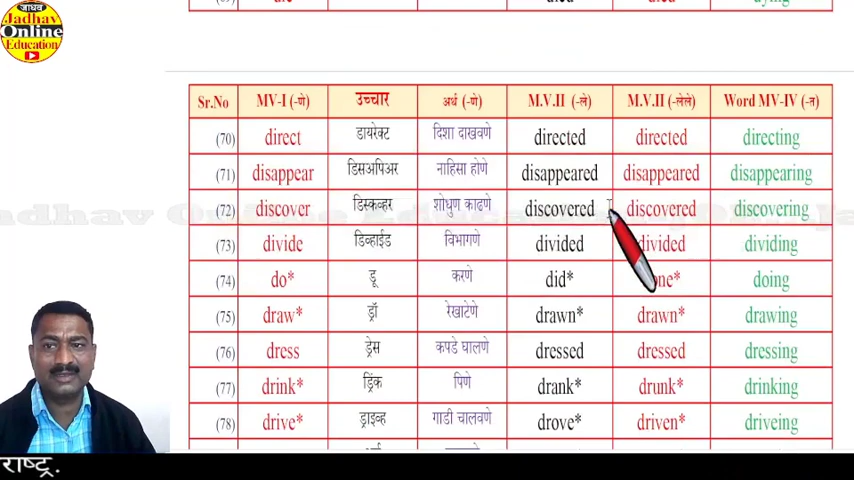 जाधव
Jadhav
Online
Education
Sr.No MV-I (-णे) उच्चार अर्थ (-णे) M.V.II (-ले) M.V.II (-लेले) Word MV-IV (-त)
(70) direct डायरेक्ट दिशा दाखवणे directed directed directing
(71) disappear डिसअपिअर नाहिसा होणे disappeared disappeared disappearing
(72) discover डिस्कव्हर शोधुण काढणे discovered discovered discovering
(73) divide डिव्हाईड विभागणे divided divided dividing
(74) do* डू करणे did* one* doing
(75) draw* ड्रॉ रेखाटेणे drawn* drawn* drawing
(76) dress ड्रेस कपडे घालणे dressed dressed dressing
(77) drink* ड्रिंक पिणे drank* drunk* drinking
(78) drive* ड्राइव्ह गाडी चालवणे drove* driven* driveing
राष्ट्र.